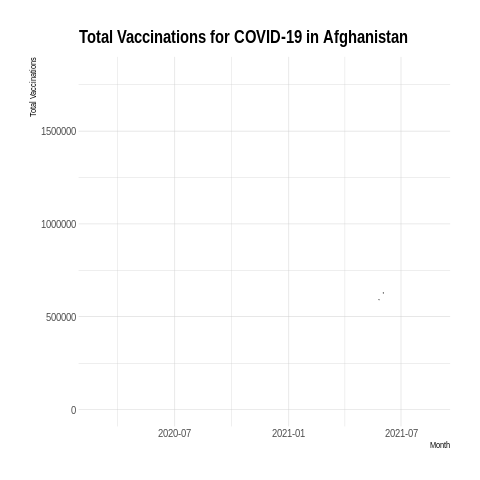 Total Vaccinations for COVID-19 in Afghanistan
Total Vaccinations
1500000
1000000
500000
0
2020-07 2021-01 2021-07
Month